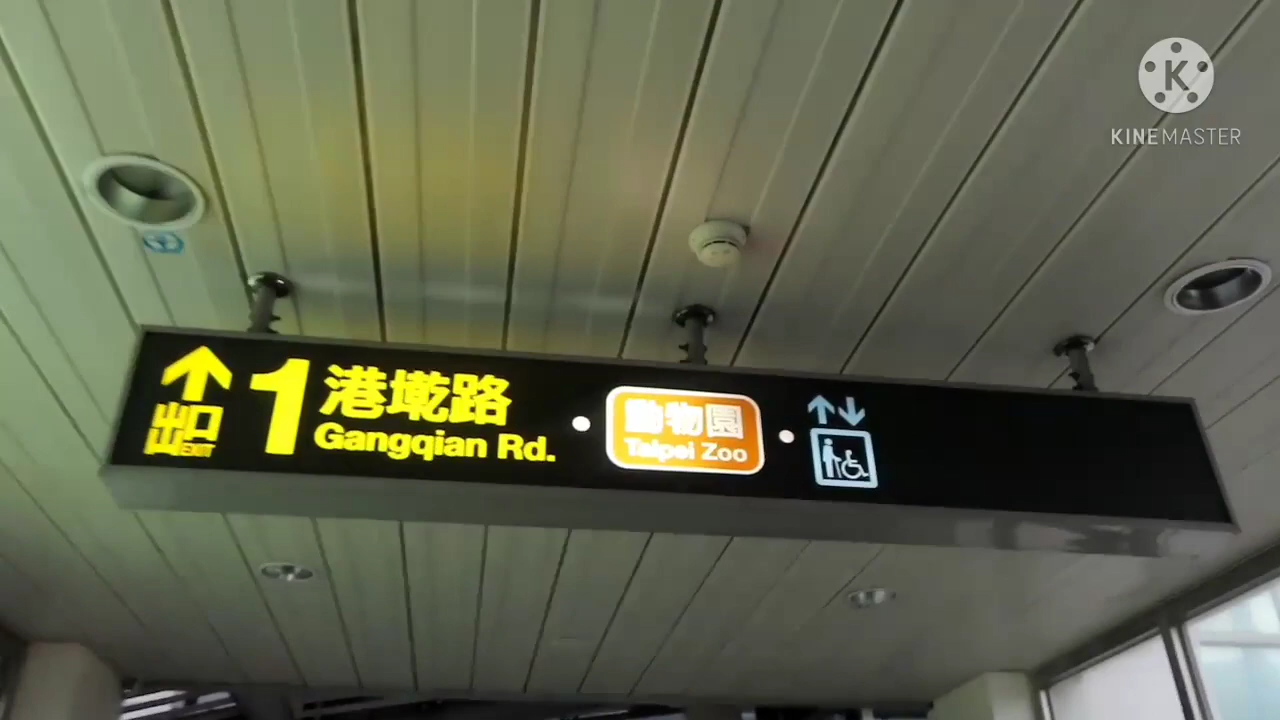 出口
EXIT
1
港墘路
Gangqian Rd.
動物園
Taipei Zoo
KINEMASTER